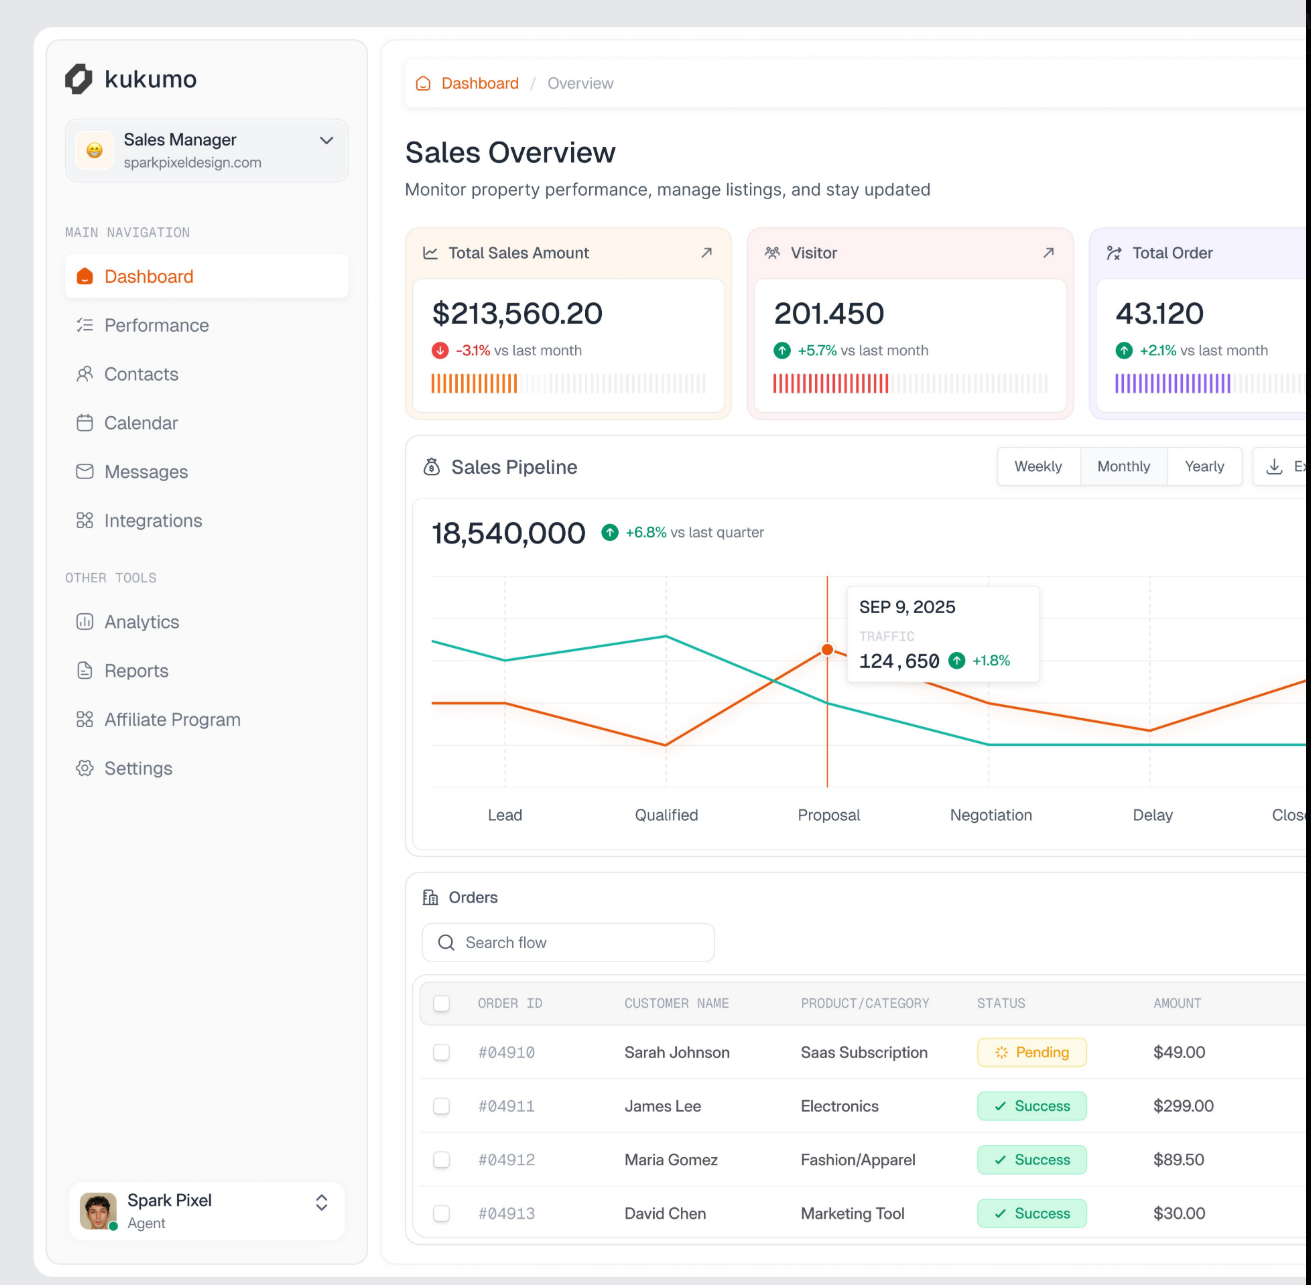 kukumo
Sales Manager
sparkpixeldesign.com
MAIN NAVIGATION
Dashboard
Performance
Contacts
Calendar
Messages
Integrations
OTHER TOOLS
Analytics
Reports
Affiliate Program
Settings
Spark Pixel
Agent
Dashboard / Overview
Sales Overview
Monitor property performance, manage listings, and stay updated
Total Sales Amount
$213,560.20
-3.1% vs last month
Visitor
201.450
+5.7% vs last month
Total Order
43.120
+2.1% vs last month
Sales Pipeline
Weekly Monthly Yearly
18,540,000 +6.8% vs last quarter
SEP 9, 2025
TRAFFIC
124,650 +1.8%
Lead Qualified Proposal Negotiation Delay
Orders
Search flow
ORDER ID CUSTOMER NAME PRODUCT/CATEGORY STATUS AMOUNT
#04910 Sarah Johnson Saas Subscription Pending $49.00
#04911 James Lee Electronics Success $299.00
#04912 Maria Gomez Fashion/Apparel Success $89.50
#04913 David Chen Marketing Tool Success $30.00